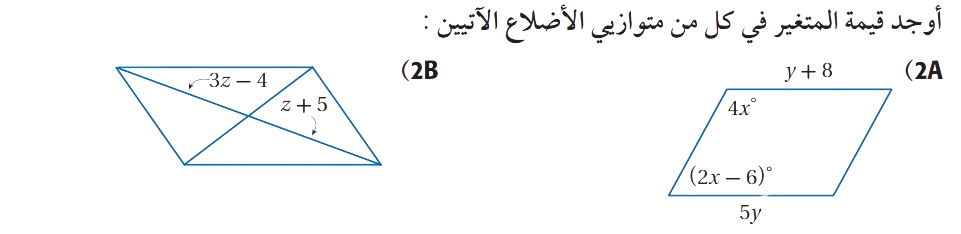 أوجد قيمة المتغير في كل من متوازيي الأضلاع الآتيين :
(2A
y + 8
4x°
(2x − 6)°
5y
(2B
3z − 4
z + 5